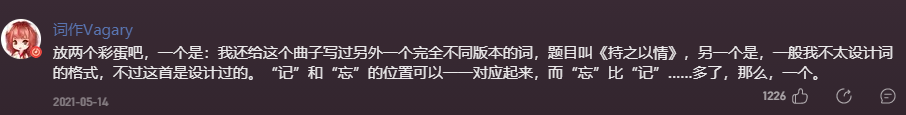 词作Vagary
放两个彩蛋吧，一个是：我还给这个曲子写过另外一个完全不同版本的词，题目叫《持之以情》，另一个是，一般我不太设计词
的格式，不过这首是设计过的。“记”和“忘”的位置可以一一对应起来，而“忘”比“记”……多了，那么，一个。
2021-05-14
1226